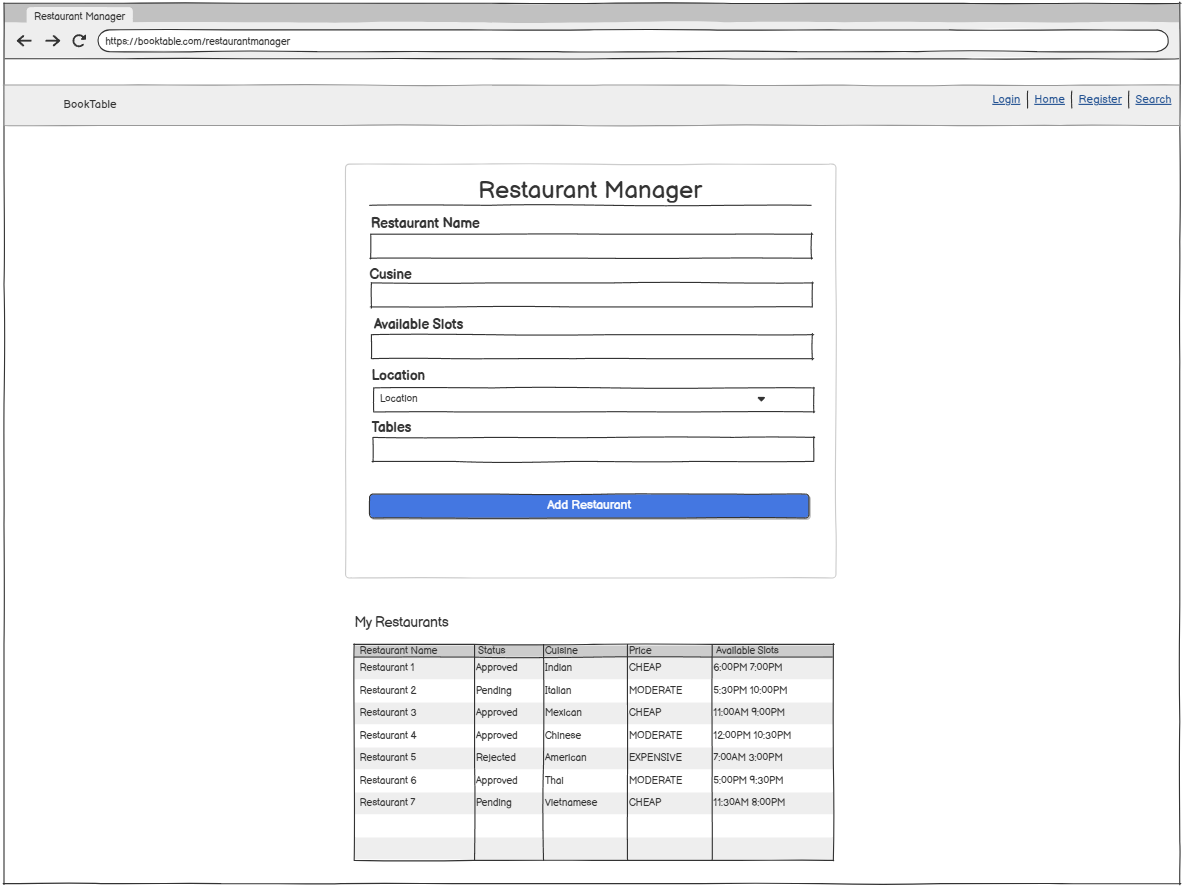 Restaurant Manager
https://booktable.com/restaurantmanager
BookTable
Login Home Register Search
Restaurant Manager
Restaurant Name
Cusine
Available Slots
Location
Location
Tables
Add Restaurant
My Restaurants
Restaurant Name Status Cuisine Price Available Slots
Restaurant 1 Approved Indian CHEAP 6:00PM 7:00PM
Restaurant 2 Pending Italian MODERATE 5:30PM 10:00PM
Restaurant 3 Approved Mexican CHEAP 11:00AM 9:00PM
Restaurant 4 Approved Chinese MODERATE 12:00PM 10:30PM
Restaurant 5 Rejected American EXPENSIVE 7:00AM 3:00PM
Restaurant 6 Approved Thai MODERATE 5:00PM 9:30PM
Restaurant 7 Pending Vietnamese CHEAP 11:30AM 8:00PM